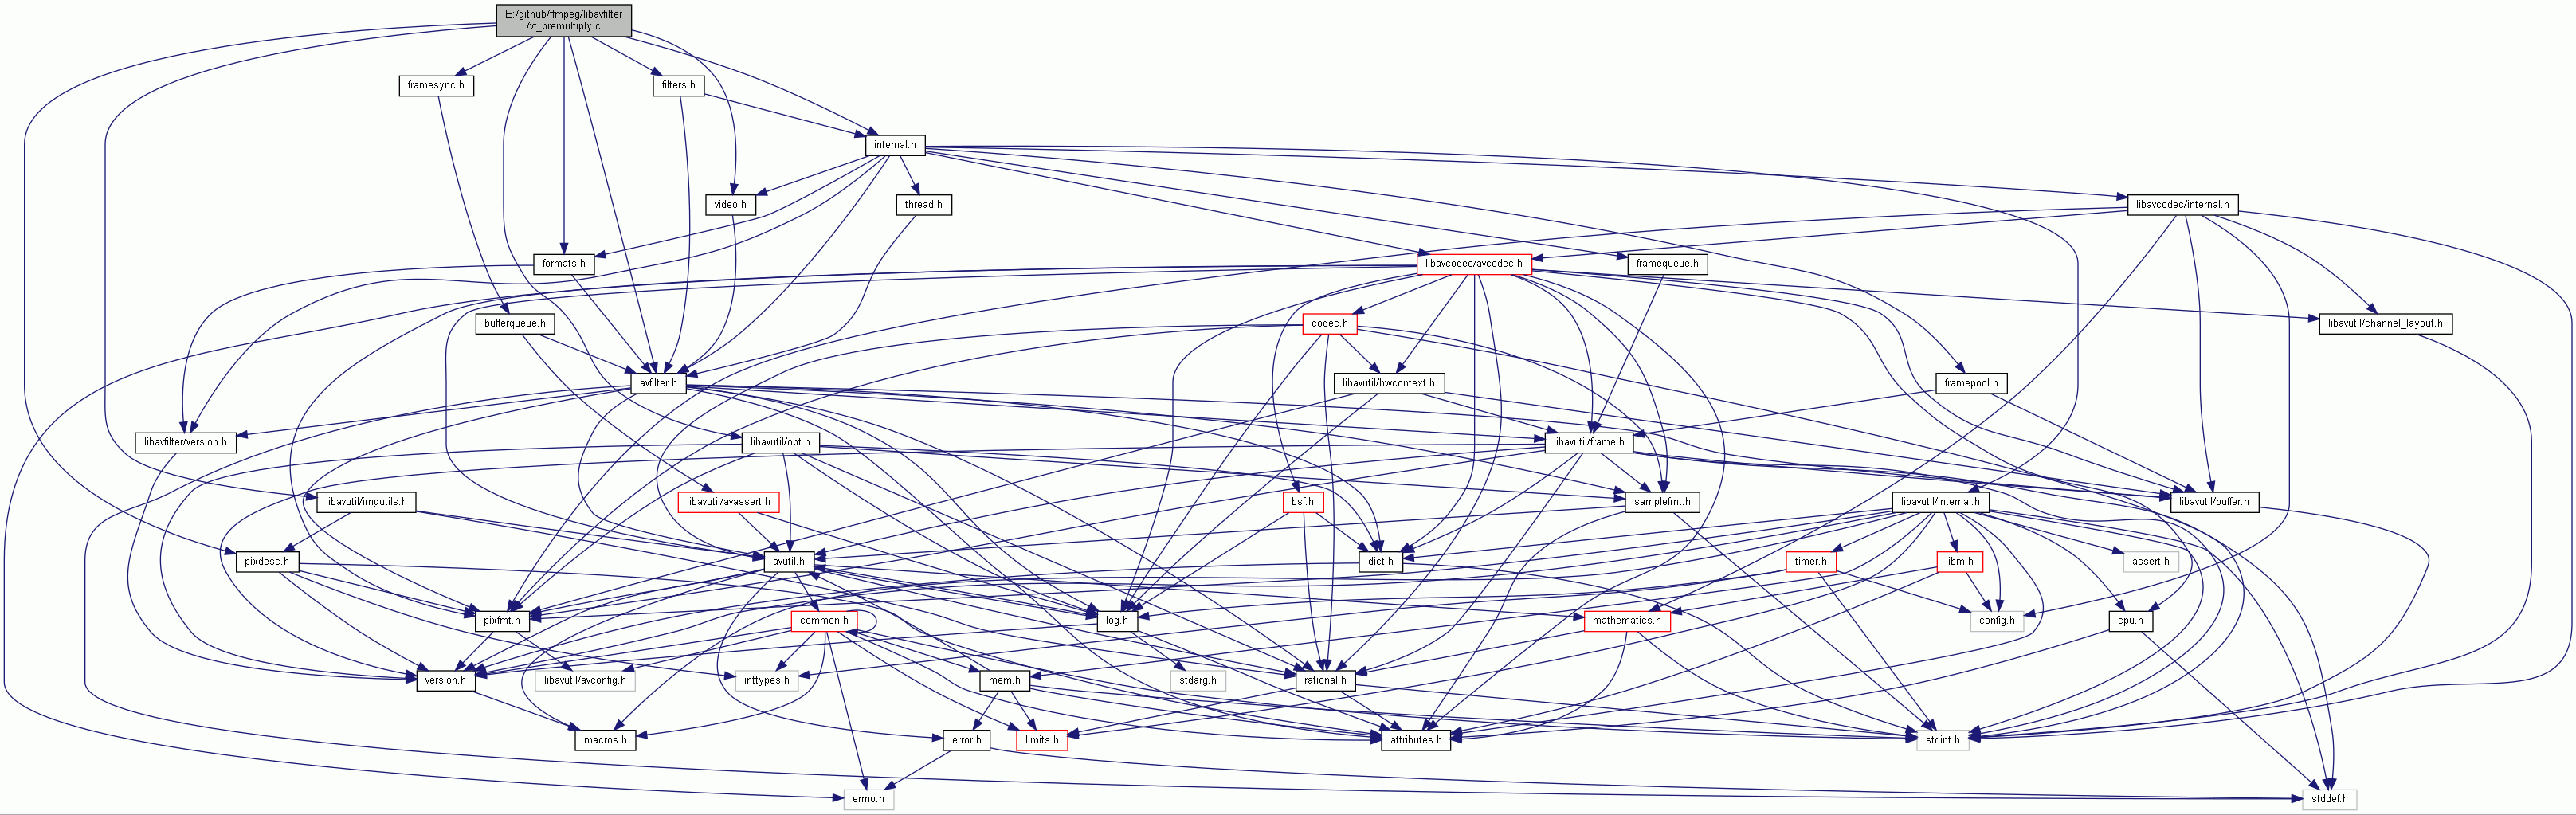 E:/github/ffmpeg/libavfilter
/vf_premultiply.c
framesync.h
filters.h
internal.h
video.h
thread.h
libavcodec/internal.h
formats.h
libavcodec/avcodec.h
framequeue.h
bufferqueue.h
codec.h
libavutil/channel_layout.h
avfilter.h
libavutil/hwcontext.h
framepool.h
libavfilter/version.h
libavutil/opt.h
libavutil/frame.h
libavutil/imgutils.h
libavutil/avassert.h
bsf.h
samplefmt.h
libavutil/internal.h
libavutil/buffer.h
pixdesc.h
avutil.h
dict.h
timer.h
libm.h
assert.h
pixfmt.h
common.h
log.h
mathematics.h
config.h
cpu.h
version.h
libavutil/avconfig.h
inttypes.h
mem.h
stdarg.h
rational.h
macros.h
error.h
limits.h
attributes.h
stdint.h
errno.h
stddef.h